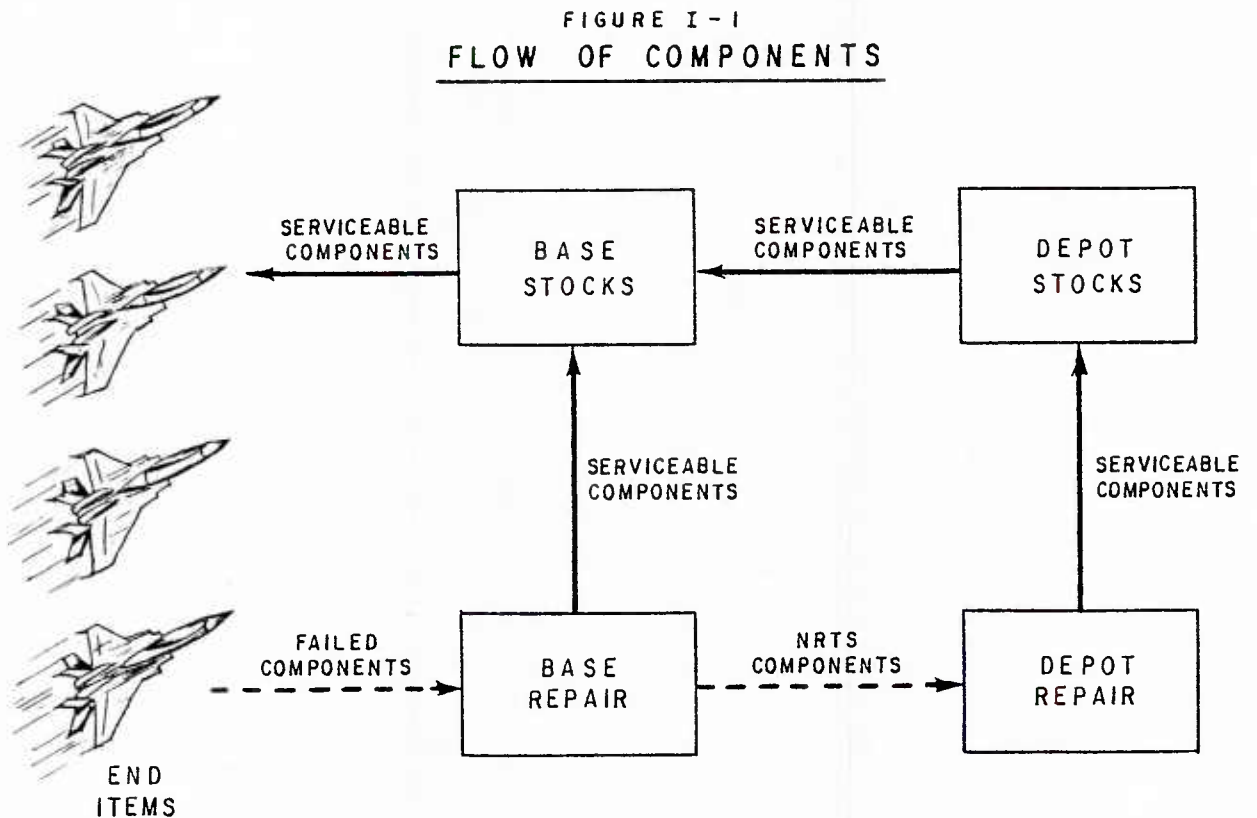 FIGURE I-1
FLOW OF COMPONENTS
SERVICEABLE
COMPONENTS
BASE
STOCKS
SERVICEABLE
COMPONENTS
DEPOT
STOCKS
SERVICEABLE
COMPONENTS
SERVICEABLE
COMPONENTS
FAILED
COMPONENTS
BASE
REPAIR
NRTS
COMPONENTS
DEPOT
REPAIR
END
ITEMS